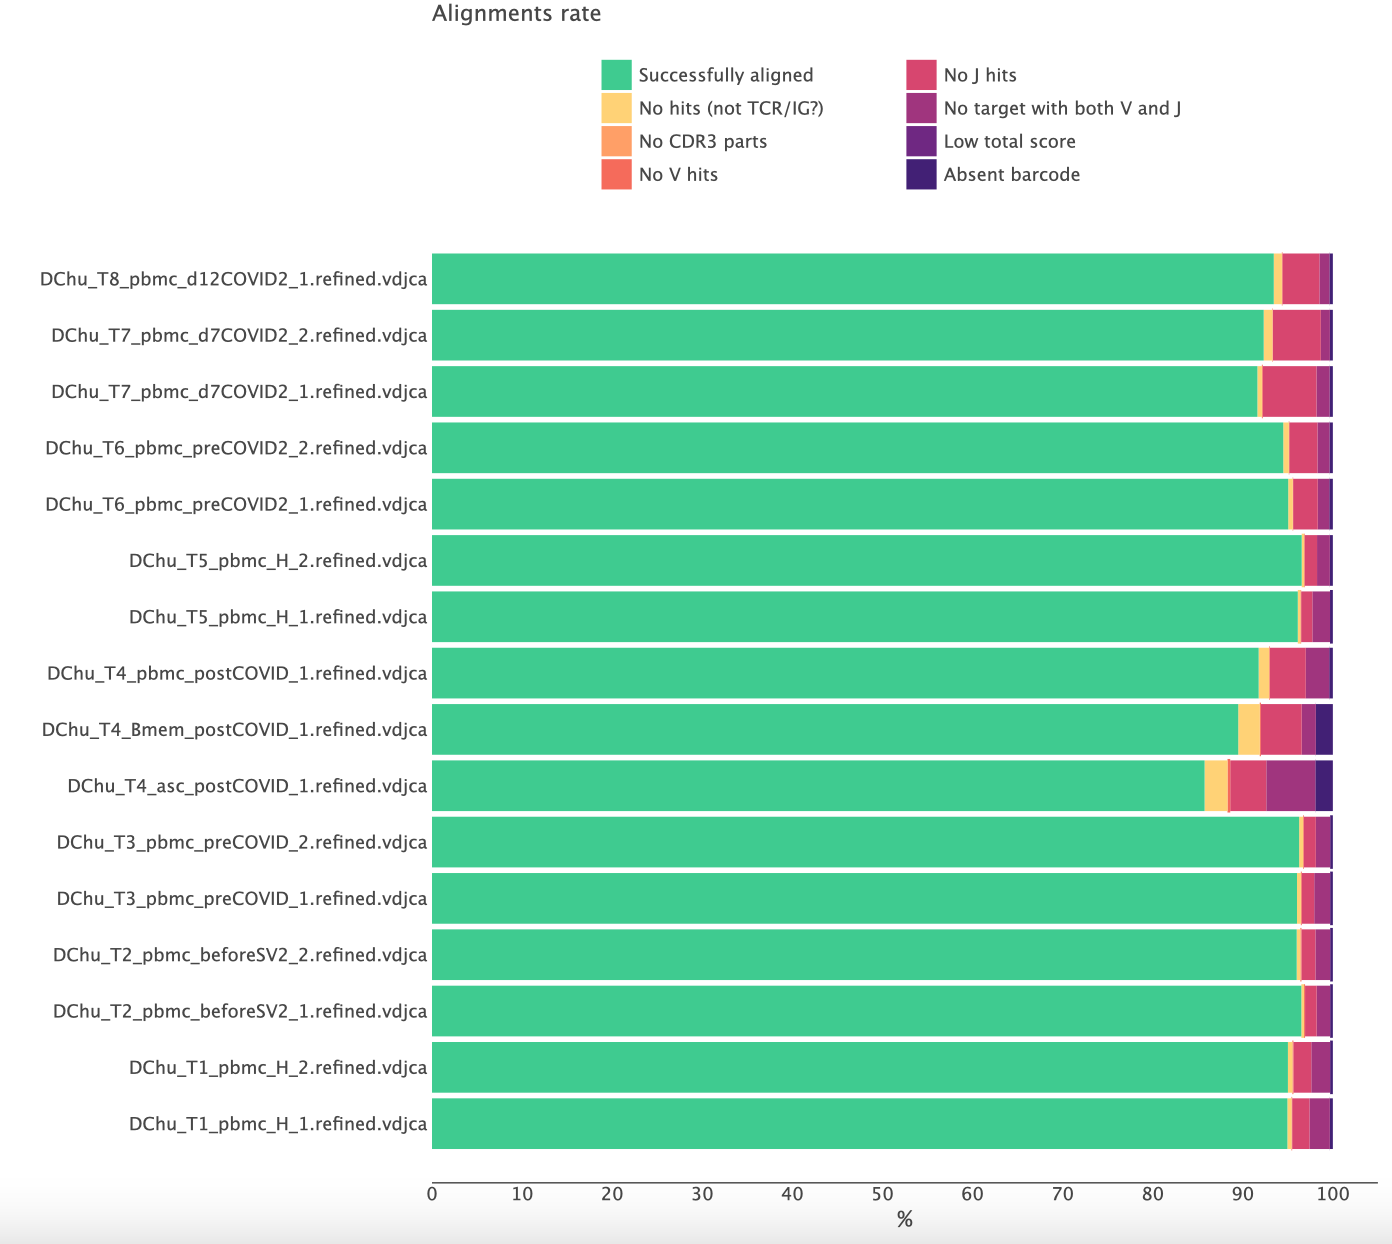 Alignments rate
Successfully aligned
No hits (not TCR/IG?)
No CDR3 parts
No V hits
No J hits
No target with both V and J
Low total score
Absent barcode
DChu_T8_pbmc_d12COVID2_1.refined.vdjca
DChu_T7_pbmc_d7COVID2_2.refined.vdjca
DChu_T7_pbmc_d7COVID2_1.refined.vdjca
DChu_T6_pbmc_preCOVID2_2.refined.vdjca
DChu_T6_pbmc_preCOVID2_1.refined.vdjca
DChu_T5_pbmc_H_2.refined.vdjca
DChu_T5_pbmc_H_1.refined.vdjca
DChu_T4_pbmc_postCOVID_1.refined.vdjca
DChu_T4_Bmem_postCOVID_1.refined.vdjca
DChu_T4_asc_postCOVID_1.refined.vdjca
DChu_T3_pbmc_preCOVID_2.refined.vdjca
DChu_T3_pbmc_preCOVID_1.refined.vdjca
DChu_T2_pbmc_beforeSV2_2.refined.vdjca
DChu_T2_pbmc_beforeSV2_1.refined.vdjca
DChu_T1_pbmc_H_2.refined.vdjca
DChu_T1_pbmc_H_1.refined.vdjca
0 10 20 30 40 50 60 70 80 90 100
%